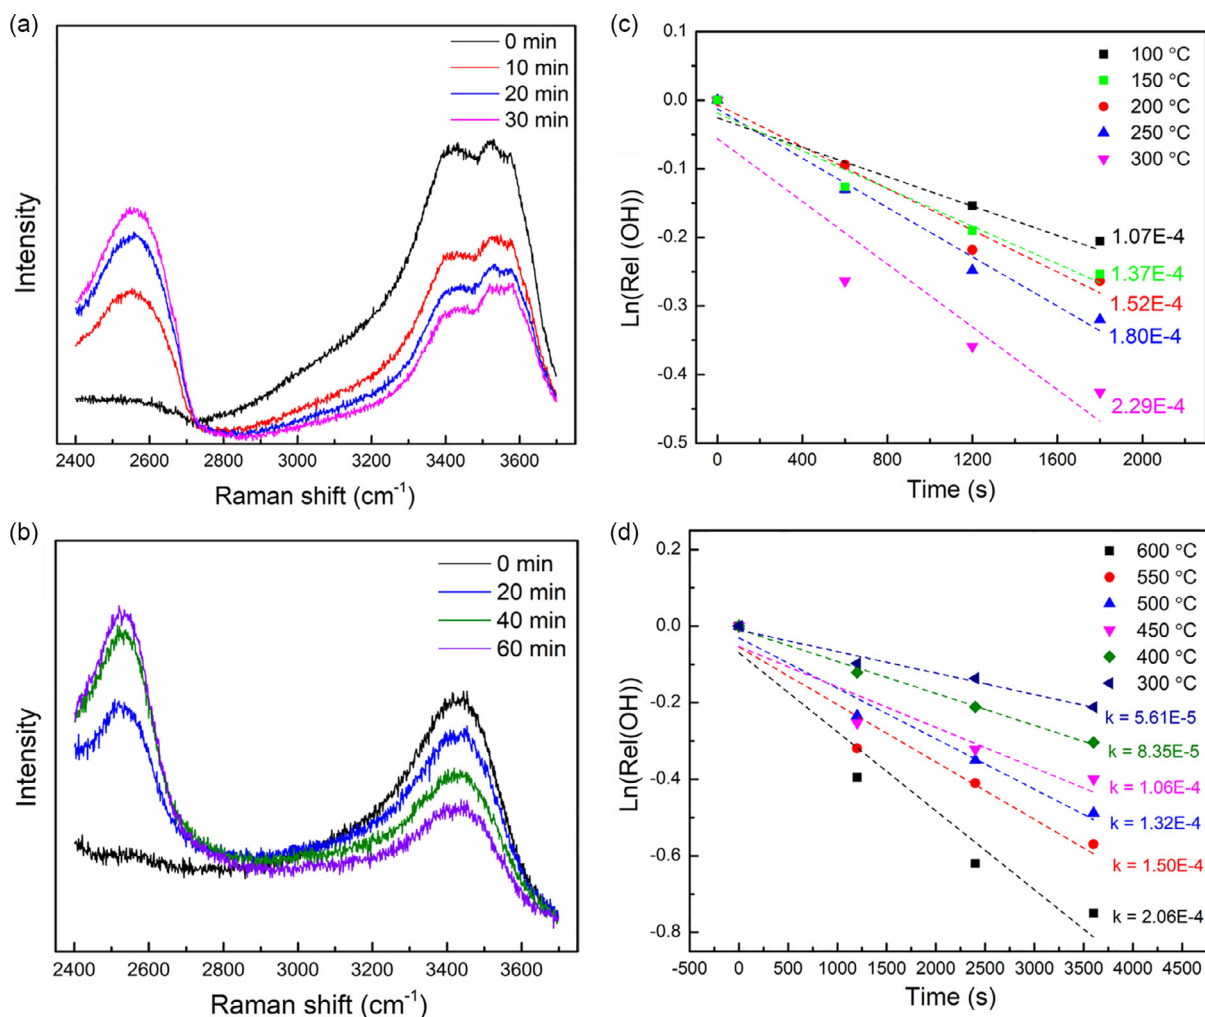 (a)
0 min
10 min
20 min
30 min
Intensity
2400 2600 2800 3000 3200 3400 3600
Raman shift (cm⁻¹)
(c)
0.1
0.0
-0.1
-0.2
-0.3
-0.4
-0.5
Ln(Rel (OH))
100 °C
150 °C
200 °C
250 °C
300 °C
1.07E-4
1.37E-4
1.52E-4
1.80E-4
2.29E-4
0 400 800 1200 1600 2000
Time (s)
(b)
0 min
20 min
40 min
60 min
Intensity
2400 2600 2800 3000 3200 3400 3600
Raman shift (cm⁻¹)
(d)
0.2
0.0
-0.2
-0.4
-0.6
-0.8
Ln(Rel(OH))
600 °C
550 °C
500 °C
450 °C
400 °C
300 °C
k = 5.61E-5
k = 8.35E-5
k = 1.06E-4
k = 1.32E-4
k = 1.50E-4
k = 2.06E-4
-500 0 500 1000 1500 2000 2500 3000 3500 4000 4500
Time (s)